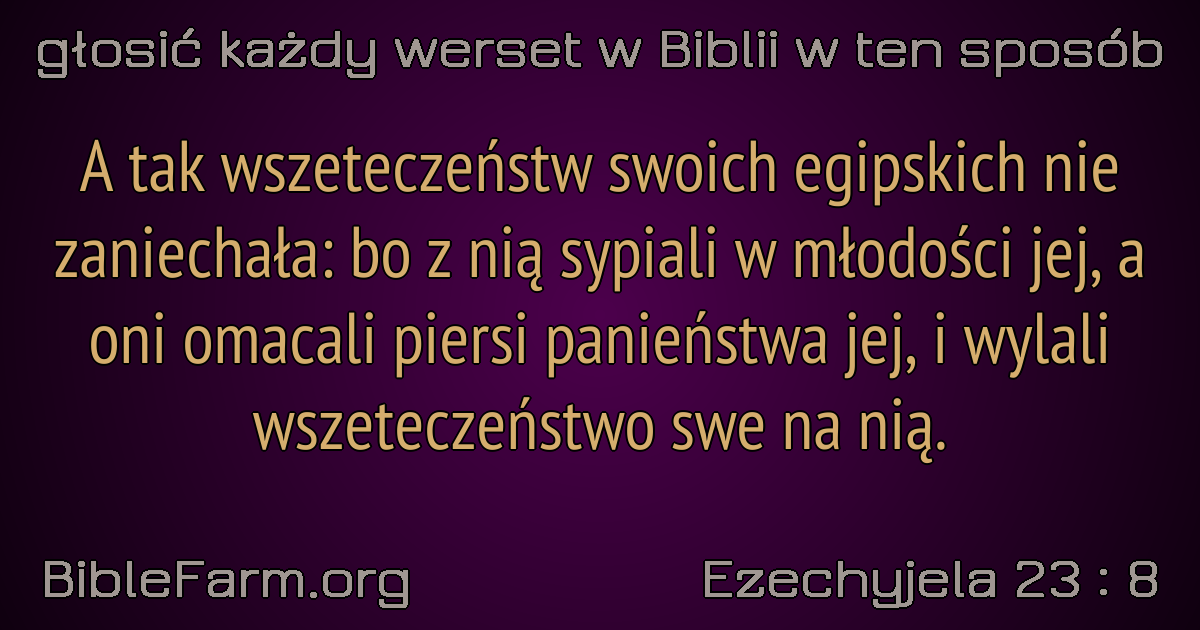 głosić każdy werset w Biblii w ten sposób
A tak wszeteczeństw swoich egipskich nie
zaniechała: bo z nią sypiali w młodości jej, a
oni omacali piersi panieństwa jej, i wylali
wszeteczeństwo swe na nią.
BibleFarm.org
Ezechyjela 23 : 8